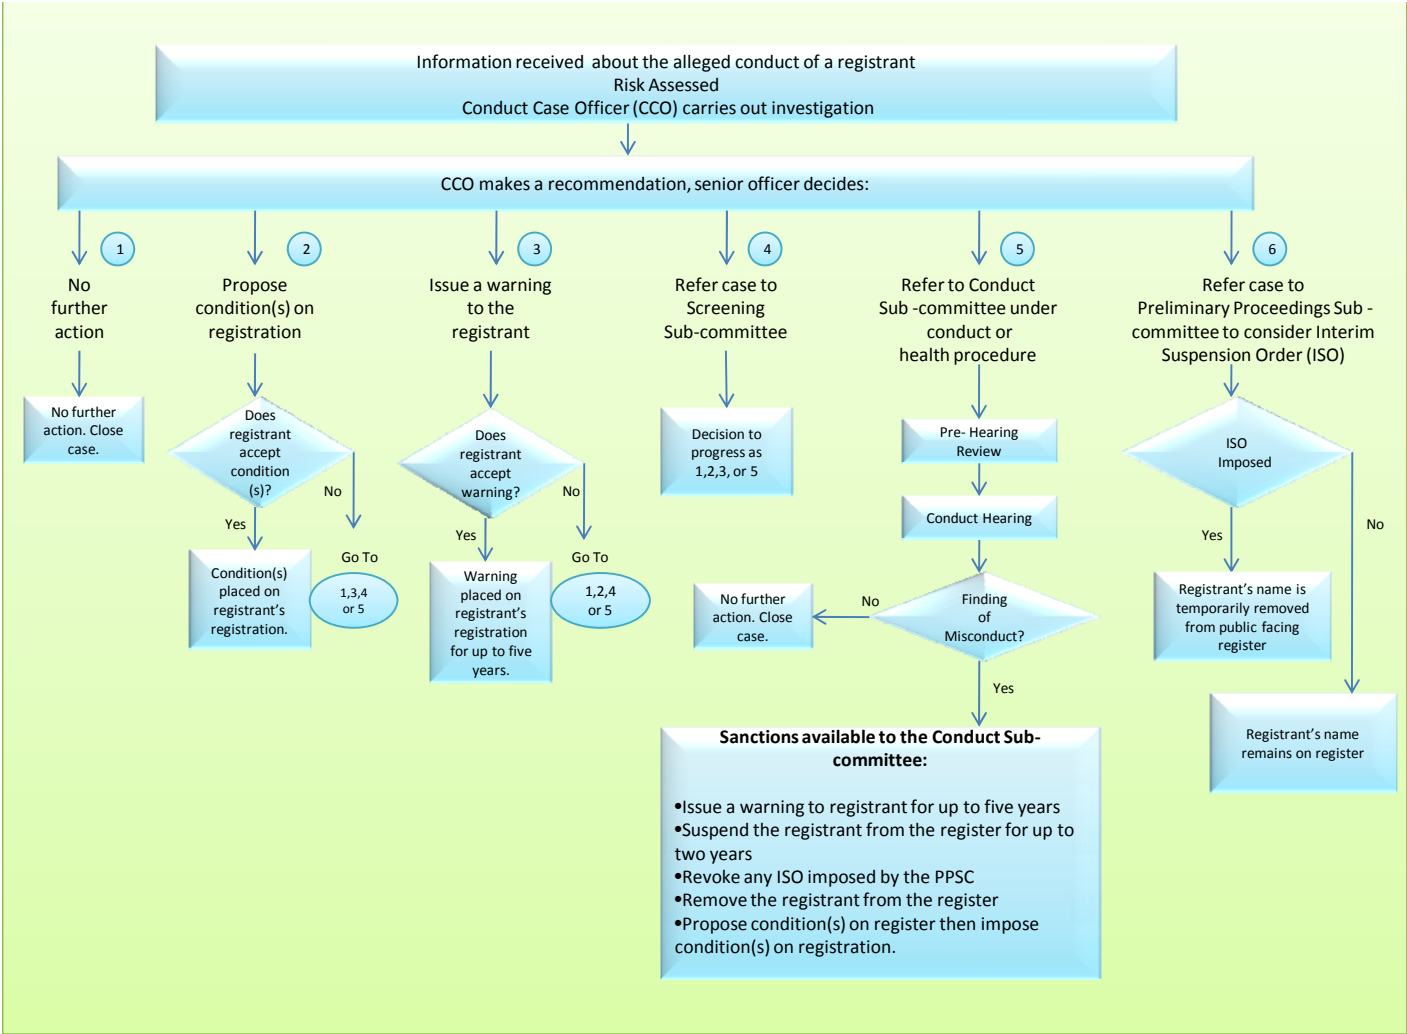 Information received about the alleged conduct of a registrant
Risk Assessed
Conduct Case Officer (CCO) carries out investigation
CCO makes a recommendation, senior officer decides:
1
No
further
action
No further
action. Close
case.
2
Propose
condition(s) on
registration
Does
registrant
accept
condition
(s)?
No
Yes
Go To
1,3,4
or 5
Condition(s)
placed on
registrant's
registration.
3
Issue a warning
to the
registrant
Does
registrant
accept
warning?
No
Yes
Go To
1,2,4
or 5
Warning
placed on
registrant's
registration
for up to five
years.
4
Refer case to
Screening
Sub-committee
Decision to
progress as
1,2,3, or 5
5
Refer to Conduct
Sub -committee under
conduct or
health procedure
Pre- Hearing
Review
Conduct Hearing
Finding
of
Misconduct?
No
No further
action. Close
case.
Yes
Sanctions available to the Conduct Sub-
committee:
•Issue a warning to registrant for up to five years
•Suspend the registrant from the register for up to
two years
•Revoke any ISO imposed by the PPSC
•Remove the registrant from the register
•Propose condition(s) on register then impose
condition(s) on registration.
6
Refer case to
Preliminary Proceedings Sub -
committee to consider Interim
Suspension Order (ISO)
ISO
Imposed
Yes
No
Registrant's name is
temporarily removed
from public facing
register
Registrant's name
remains on register